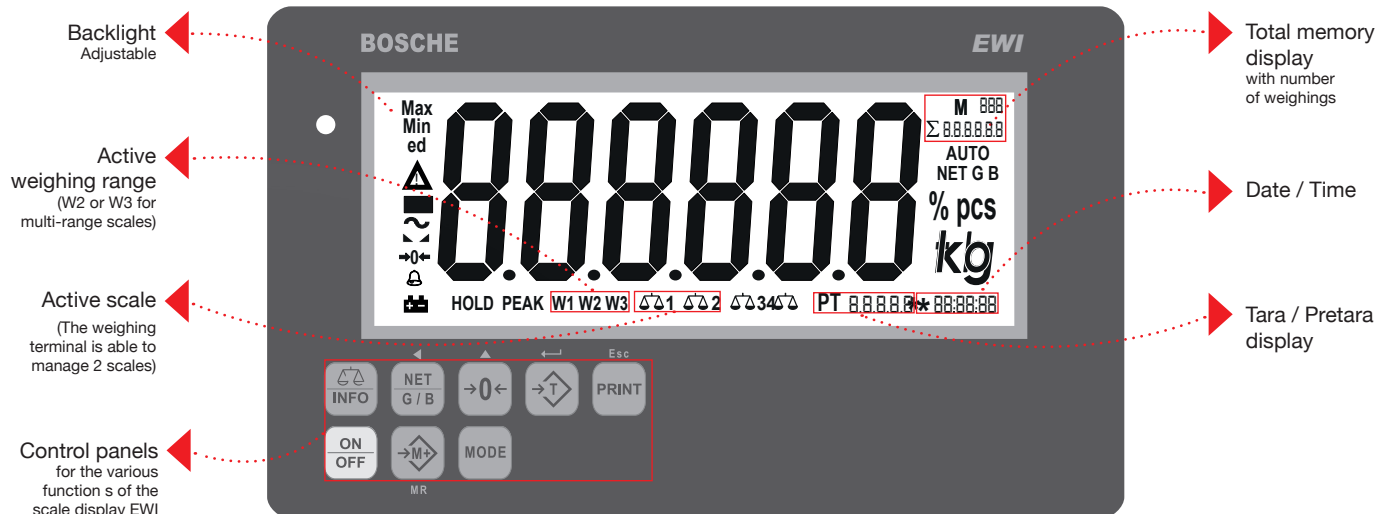 Backlight
Adjustable
Active
weighing range
(W2 or W3 for
multi-range scales)
Active scale
(The weighing
terminal is able to
manage 2 scales)
Control panels
for the various
function s of the
scale display EWI
BOSCHE
EWI
Max
Min
ed
888888
M 888
Σ 8.8.8.8.8.8
AUTO
NET G B
% pcs
kg
→0←
HOLD PEAK W1 W2 W3 1 2 34 PT 8.8.8.8.8 * 88:88:88
Esc
INFO
NET
G / B
→0←
→T
PRINT
ON
OFF
→M+
MODE
MR
Total memory
display
with number
of weighings
Date / Time
Tara / Pretara
display